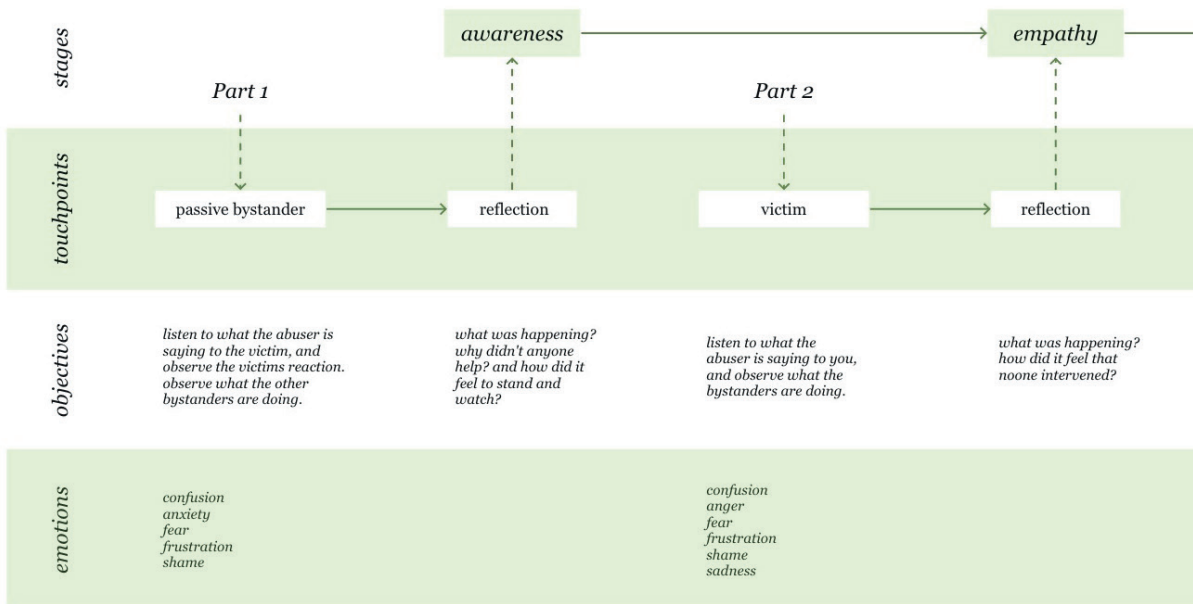 stages
awareness
empathy
Part 1
Part 2
touchpoints
passive bystander
reflection
victim
reflection
objectives
listen to what the abuser is
saying to the victim, and
observe the victims reaction.
observe what the other
bystanders are doing.
what was happening?
why didn't anyone
help? and how did it
feel to stand and
watch?
listen to what the
abuser is saying to you,
and observe what the
bystanders are doing.
what was happening?
how did it feel that
noone intervened?
emotions
confusion
anxiety
fear
frustration
shame
confusion
anger
fear
frustration
shame
sadness